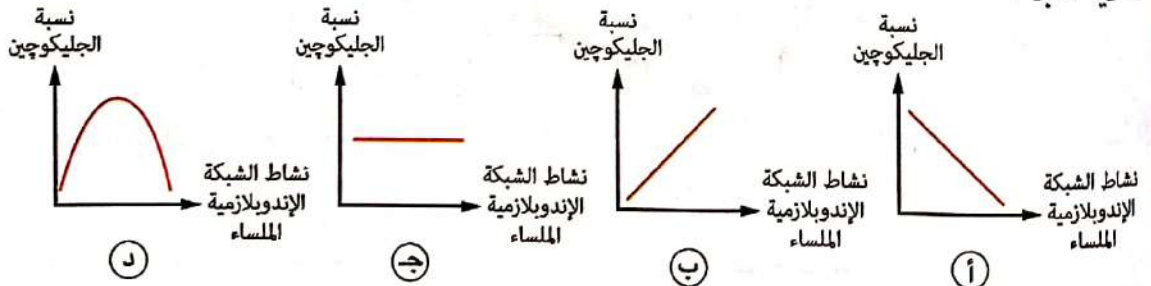 نسبة
الجليكوجين
نشاط الشبكة
الإندوبلازمية
الملساء
أ
نسبة
الجليكوجين
نشاط الشبكة
الإندوبلازمية
الملساء
ب
نسبة
الجليكوجين
نشاط الشبكة
الإندوبلازمية
الملساء
جـ
نسبة
الجليكوجين
نشاط الشبكة
الإندوبلازمية
الملساء
د